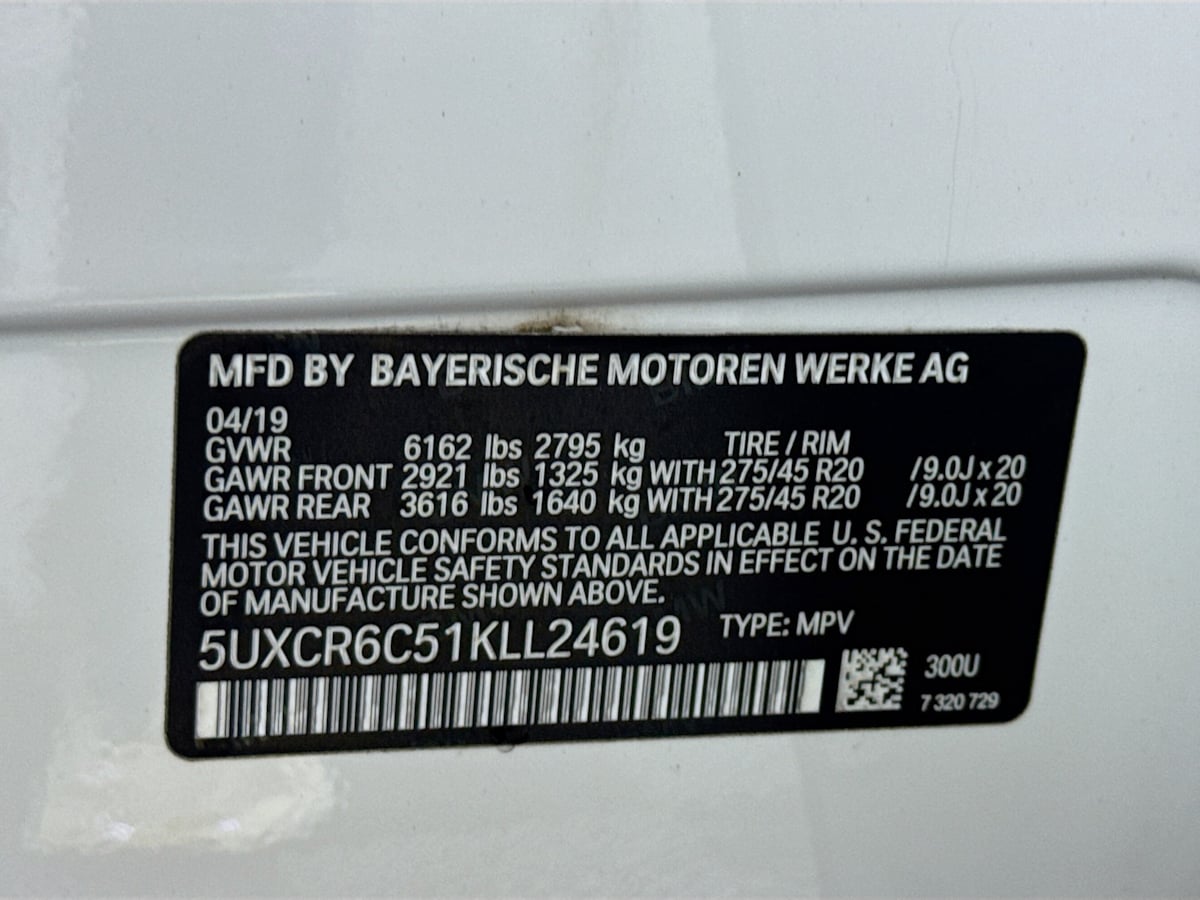 MFD BY BAYERISCHE MOTOREN WERKE AG
04/19
GVWR 6162 lbs 2795 kg TIRE / RIM
GAWR FRONT 2921 lbs 1325 kg WITH 275/45 R20 /9.0J x 20
GAWR REAR 3616 lbs 1640 kg WITH 275/45 R20 /9.0J x 20
THIS VEHICLE CONFORMS TO ALL APPLICABLE U. S. FEDERAL
MOTOR VEHICLE SAFETY STANDARDS IN EFFECT ON THE DATE
OF MANUFACTURE SHOWN ABOVE.
5UXCR6C51KLL24619 TYPE: MPV
300U
7 320 729